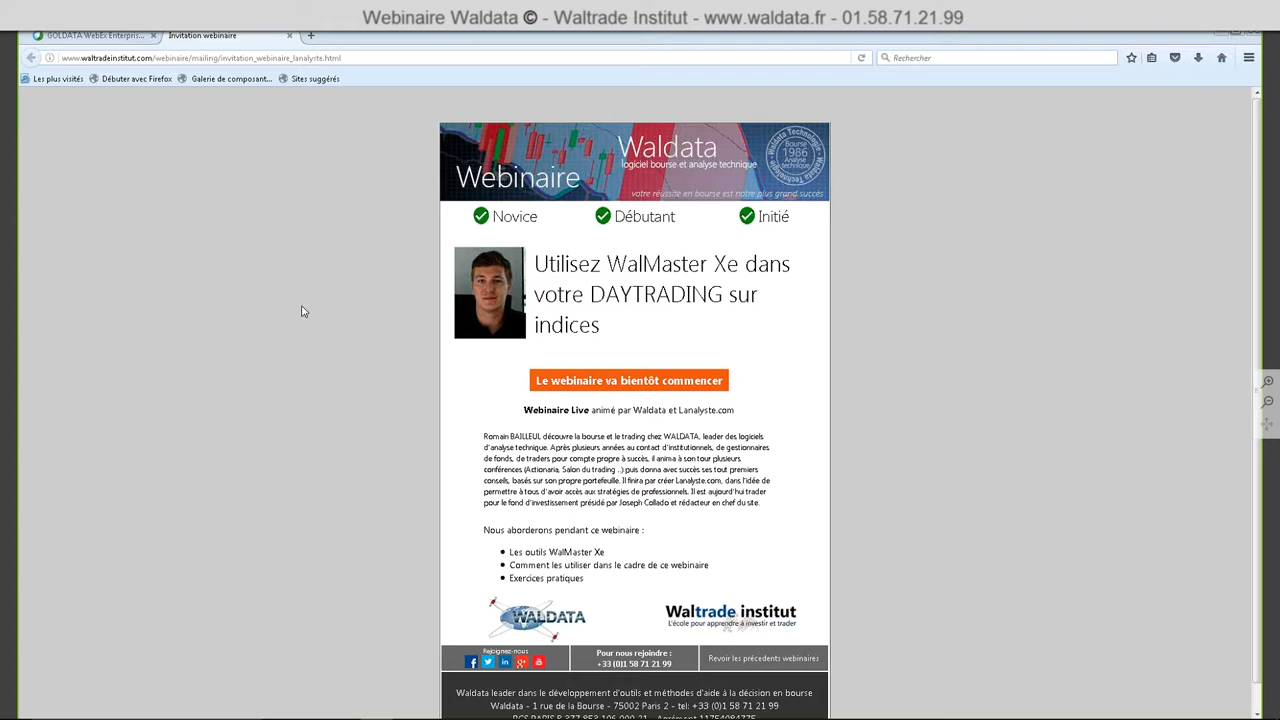 Webinaire Waldata © - Waltrade Institut - www.waldata.fr - 01.58.71.21.99
GOLDATA WebEx Enterpris...
Invitation webinaire
www.waltradeinstitut.com/webinaire/mailing/invitation_webinaire_lanalyste.html
Rechercher
Les plus visités
Débuter avec Firefox
Galerie de composant...
Sites suggérés
Webinaire
Waldata
logiciel bourse et analyse technique
votre réussite en bourse est notre plus grand succès
Waldata Technologie
Bourse
1986
Analyse
technique
Novice
Débutant
Initié
Utilisez WalMaster Xe dans
votre DAYTRADING sur
indices
Le webinaire va bientôt commencer
Webinaire Live animé par Waldata et Lanalyste.com
Romain BAILLEUL découvre la bourse et le trading chez WALDATA, leader des logiciels
d'analyse technique. Après plusieurs années au contact d'institutionnels, de gestionnaires
de fonds, de traders pour compte propre à succès, il anima à son tour plusieurs
conférences (Actionaria, Salon du trading ..) puis donna avec succès ses tout premiers
conseils, basés sur son propre portefeuille. Il finira par créer Lanalyste.com, dans l'idée de
permettre à tous d'avoir accès aux stratégies de professionnels. Il est aujourd'hui trader
pour le fond d'investissement présidé par Joseph Collado et rédacteur en chef du site.
Nous aborderons pendant ce webinaire :
Les outils WalMaster Xe
Comment les utiliser dans le cadre de ce webinaire
Exercices pratiques
WALDATA
Waltrade institut
L'école pour apprendre à investir et trader
Rejoignez-nous
Pour nous rejoindre :
+33 (0)1 58 71 21 99
Revoir les précedents webinaires
Waldata leader dans le développement d'outils et méthodes d'aide à la décision en bourse
Waldata - 1 rue de la Bourse - 75002 Paris 2 - tel: +33 (0)1 58 71 21 99